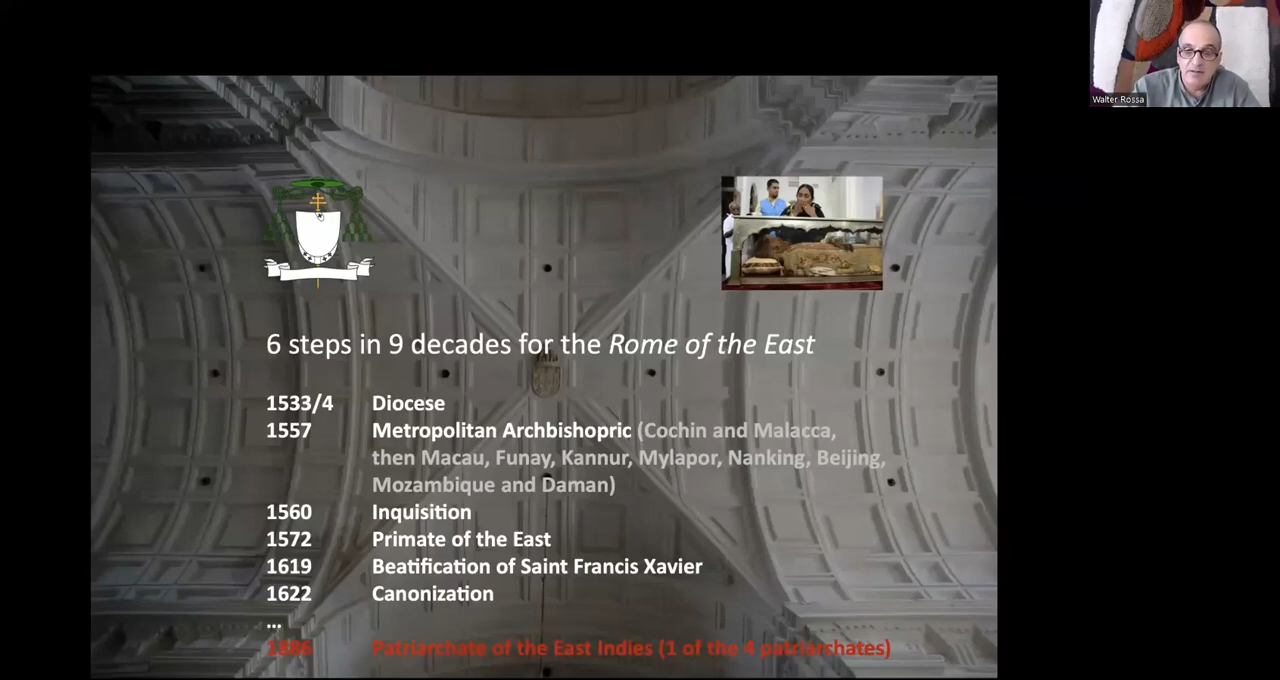 Walter Rossa
6 steps in 9 decades for the Rome of the East
1533/4 Diocese
1557 Metropolitan Archbishopric (Cochin and Malacca,
then Macau, Funay, Kannur, Mylapor, Nanking, Beijing,
Mozambique and Daman)
1560 Inquisition
1572 Primate of the East
1619 Beatification of Saint Francis Xavier
1622 Canonization
...
1886 Patriarchate of the East Indies (1 of the 4 patriarchates)